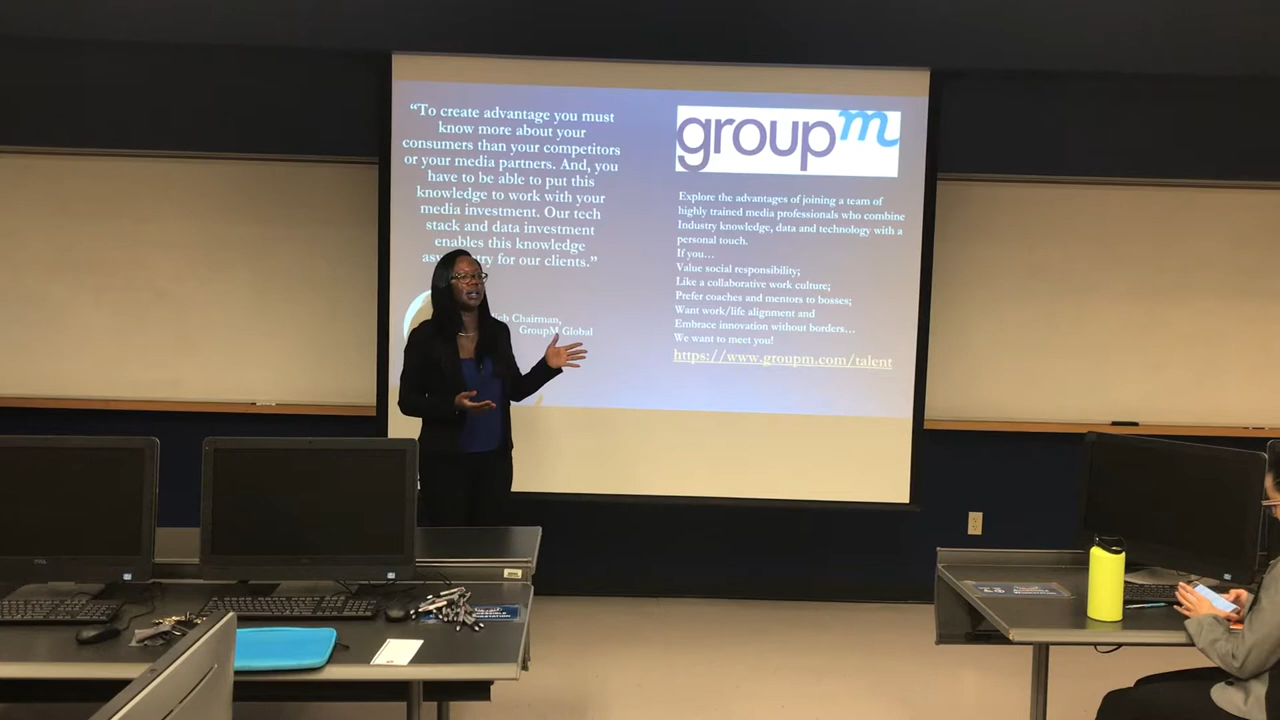 “To create advantage you must
know more about your
consumers than your competitors
or your media partners. And, you
have to be able to put this
knowledge to work with your
media investment. Our tech
stack and data investment
enables this knowledge
for our clients.”
Chairman,
GroupM Global
groupm
Explore the advantages of joining a team of
highly trained media professionals who combine
Industry knowledge, data and technology with a
personal touch.
If you…
Value social responsibility;
Like a collaborative work culture;
Prefer coaches and mentors to bosses;
Want work/life alignment and
Embrace innovation without borders…
We want to meet you!
https://www.groupm.com/talent
DELL